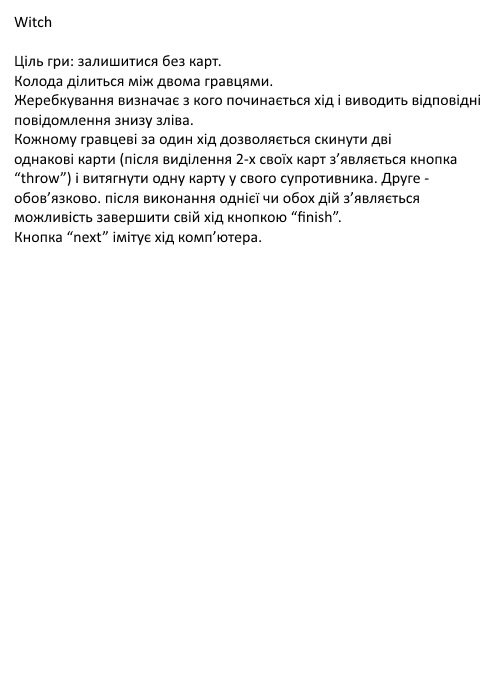 Witch
Ціль гри: залишитися без карт.
Колода ділиться між двома гравцями.
Жеребкування визначає з кого починається хід і виводить відповідні
повідомлення знизу зліва.
Кожному гравцеві за один хід дозволяється скинути дві
однакові карти (після виділення 2-х своїх карт з’являється кнопка
“throw”) і витягнути одну карту у свого супротивника. Друге -
обов’язково. після виконання однієї чи обох дій з’являється
можливість завершити свій хід кнопкою “finish”.
Кнопка “next” імітує хід комп’ютера.